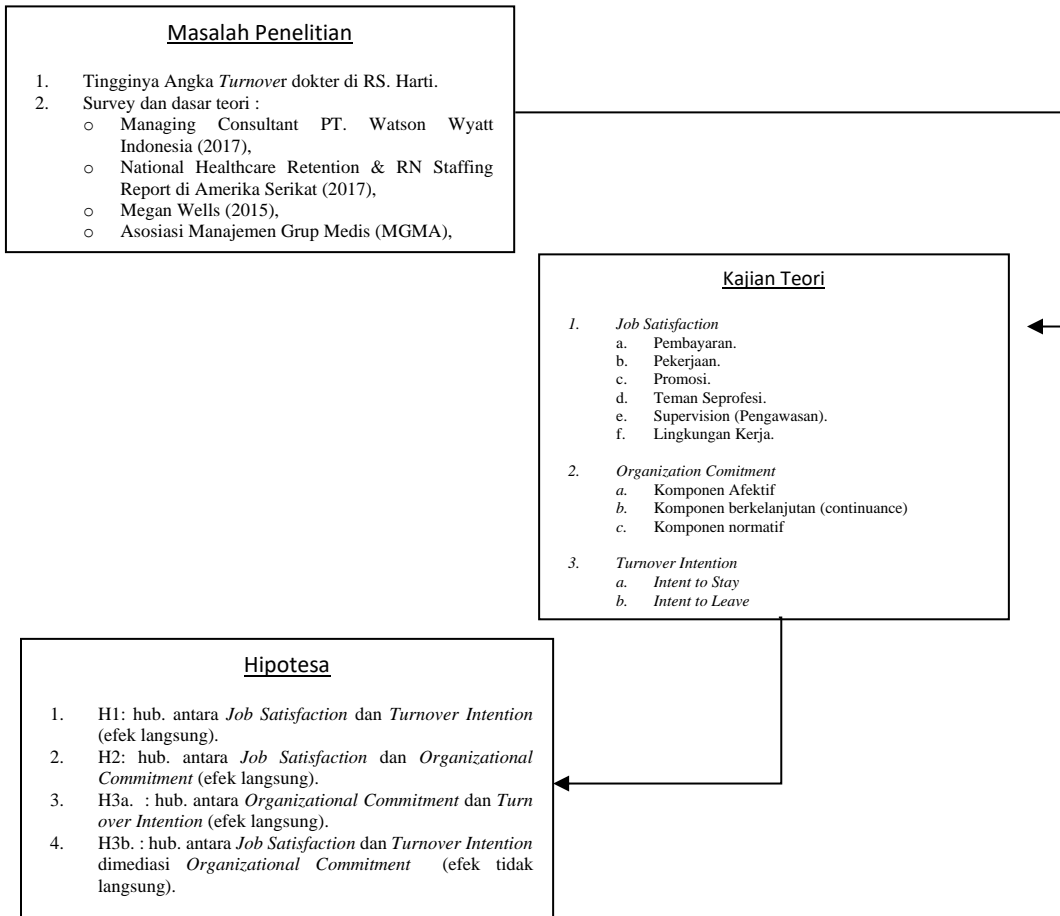 Masalah Penelitian
1. Tingginya Angka Turnover dokter di RS. Harti.
2. Survey dan dasar teori :
o Managing Consultant PT. Watson Wyatt
Indonesia (2017),
o National Healthcare Retention & RN Staffing
Report di Amerika Serikat (2017),
o Megan Wells (2015),
o Asosiasi Manajemen Grup Medis (MGMA),
Kajian Teori
1. Job Satisfaction
a. Pembayaran.
b. Pekerjaan.
c. Promosi.
d. Teman Seprofesi.
e. Supervision (Pengawasan).
f. Lingkungan Kerja.
2. Organization Comitment
a. Komponen Afektif
b. Komponen berkelanjutan (continuance)
c. Komponen normatif
3. Turnover Intention
a. Intent to Stay
b. Intent to Leave
Hipotesa
1. H1: hub. antara Job Satisfaction dan Turnover Intention
(efek langsung).
2. H2: hub. antara Job Satisfaction dan Organizational
Commitment (efek langsung).
3. H3a. : hub. antara Organizational Commitment dan Turn
over Intention (efek langsung).
4. H3b. : hub. antara Job Satisfaction dan Turnover Intention
dimediasi Organizational Commitment (efek tidak
langsung).